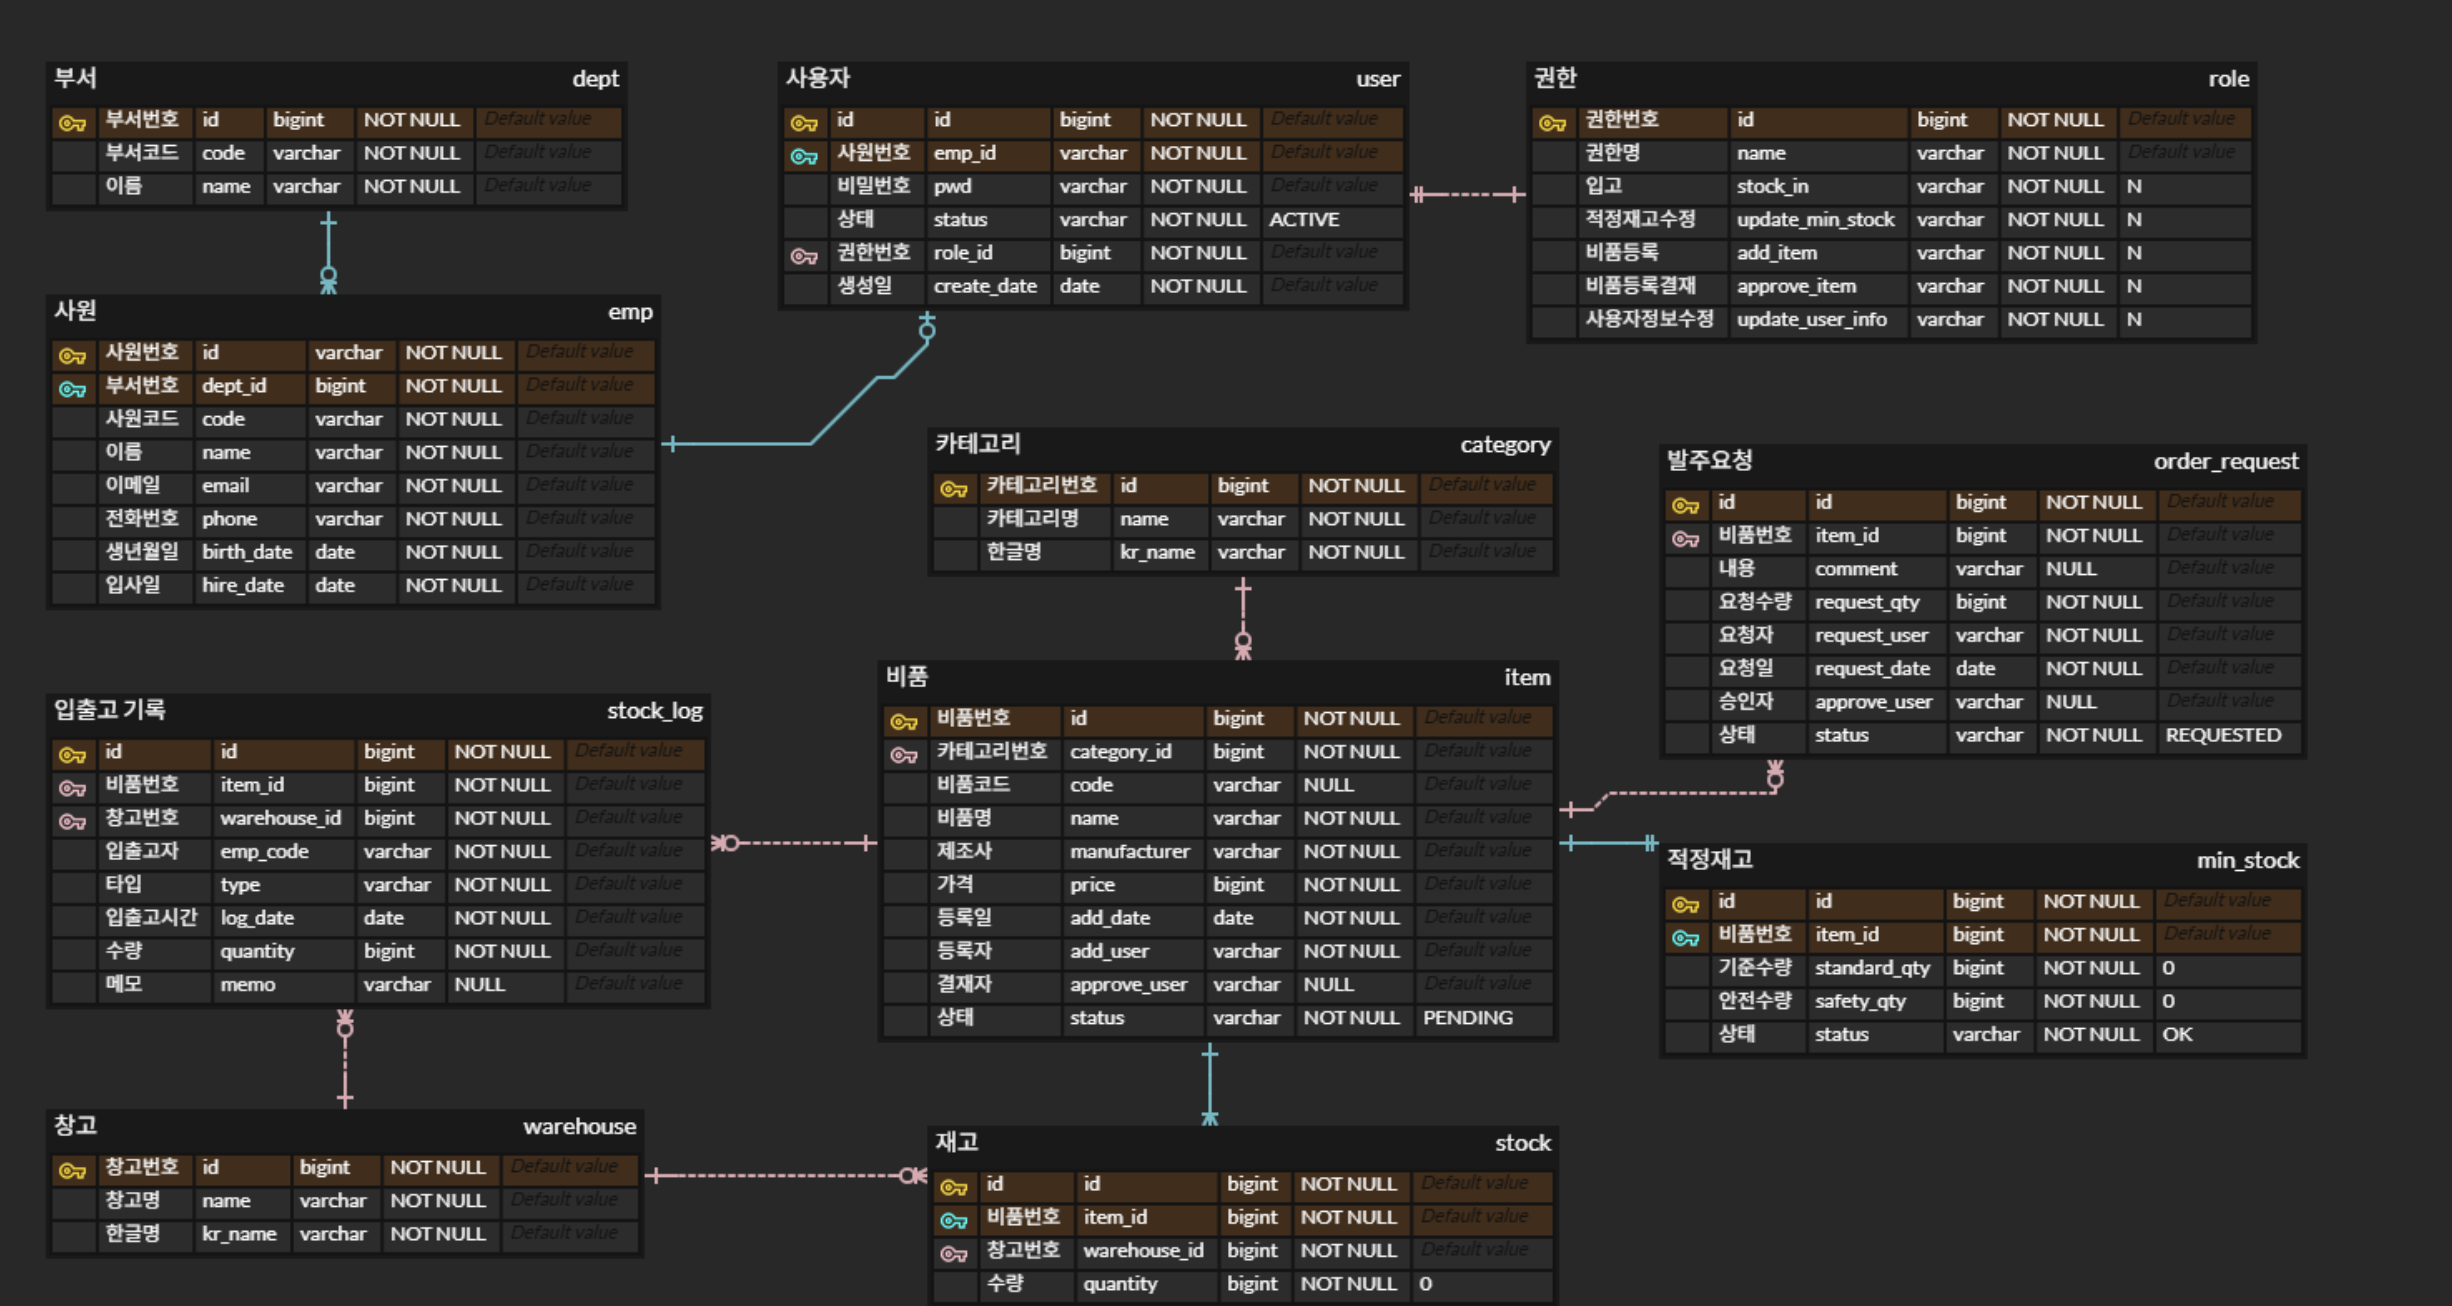 부서 dept
부서번호 id bigint NOT NULL Default value
부서코드 code varchar NOT NULL Default value
이름 name varchar NOT NULL Default value
사용자 user
id id bigint NOT NULL Default value
사원번호 emp_id varchar NOT NULL Default value
비밀번호 pwd varchar NOT NULL Default value
상태 status varchar NOT NULL ACTIVE
권한번호 role_id bigint NOT NULL Default value
생성일 create_date date NOT NULL Default value
권한 role
권한번호 id bigint NOT NULL Default value
권한명 name varchar NOT NULL Default value
입고 stock_in varchar NOT NULL N
적정재고수정 update_min_stock varchar NOT NULL N
비품등록 add_item varchar NOT NULL N
비품등록결재 approve_item varchar NOT NULL N
사용자정보수정 update_user_info varchar NOT NULL N
사원 emp
사원번호 id varchar NOT NULL Default value
부서번호 dept_id bigint NOT NULL Default value
사원코드 code varchar NOT NULL Default value
이름 name varchar NOT NULL Default value
이메일 email varchar NOT NULL Default value
전화번호 phone varchar NOT NULL Default value
생년월일 birth_date date NOT NULL Default value
입사일 hire_date date NOT NULL Default value
카테고리 category
카테고리번호 id bigint NOT NULL Default value
카테고리명 name varchar NOT NULL Default value
한글명 kr_name varchar NOT NULL Default value
발주요청 order_request
id id bigint NOT NULL Default value
비품번호 item_id bigint NOT NULL Default value
내용 comment varchar NULL Default value
요청수량 request_qty bigint NOT NULL Default value
요청자 request_user varchar NOT NULL Default value
요청일 request_date date NOT NULL Default value
승인자 approve_user varchar NULL Default value
상태 status varchar NOT NULL REQUESTED
입출고 기록 stock_log
id id bigint NOT NULL Default value
비품번호 item_id bigint NOT NULL Default value
창고번호 warehouse_id bigint NOT NULL Default value
입출고자 emp_code varchar NOT NULL Default value
타입 type varchar NOT NULL Default value
입출고시간 log_date date NOT NULL Default value
수량 quantity bigint NOT NULL Default value
메모 memo varchar NULL Default value
비품 item
비품번호 id bigint NOT NULL Default value
카테고리번호 category_id bigint NOT NULL Default value
비품코드 code varchar NULL Default value
비품명 name varchar NOT NULL Default value
제조사 manufacturer varchar NOT NULL Default value
가격 price bigint NOT NULL Default value
등록일 add_date date NOT NULL Default value
등록자 add_user varchar NOT NULL Default value
결재자 approve_user varchar NULL Default value
상태 status varchar NOT NULL PENDING
적정재고 min_stock
id id bigint NOT NULL Default value
비품번호 item_id bigint NOT NULL Default value
기준수량 standard_qty bigint NOT NULL 0
안전수량 safety_qty bigint NOT NULL 0
상태 status varchar NOT NULL OK
창고 warehouse
창고번호 id bigint NOT NULL Default value
창고명 name varchar NOT NULL Default value
한글명 kr_name varchar NOT NULL Default value
재고 stock
id id bigint NOT NULL Default value
비품번호 item_id bigint NOT NULL Default value
창고번호 warehouse_id bigint NOT NULL Default value
수량 quantity bigint NOT NULL 0